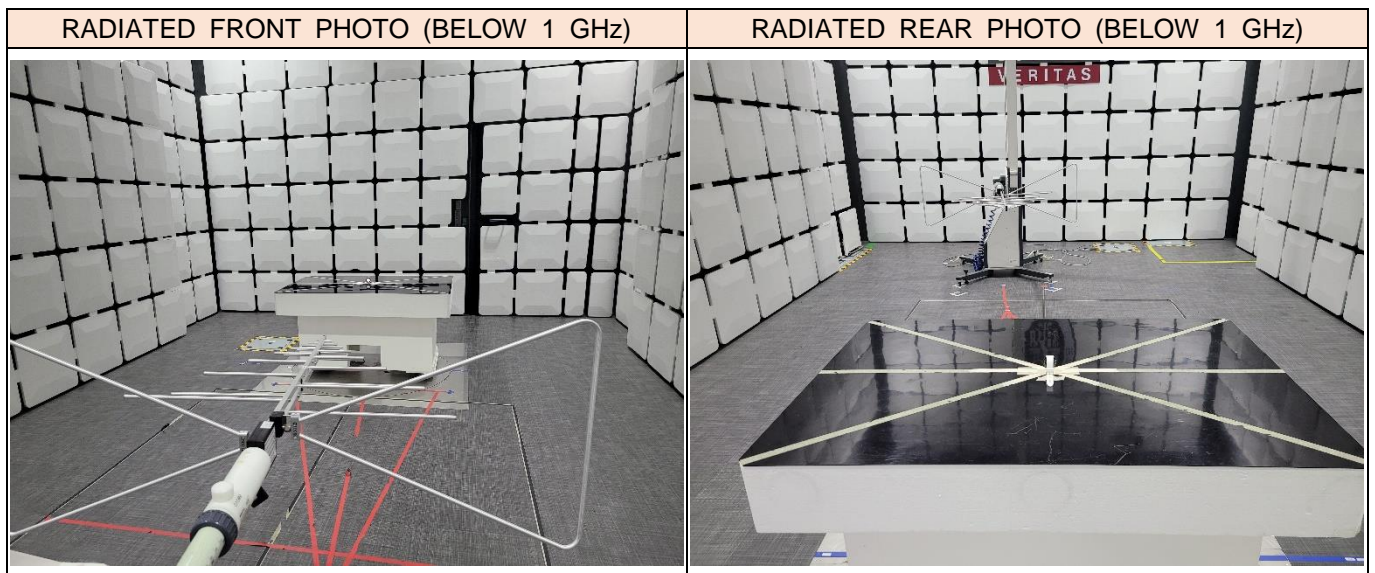 RADIATED FRONT PHOTO (BELOW 1 GHz)
RADIATED REAR PHOTO (BELOW 1 GHz)
VERITAS